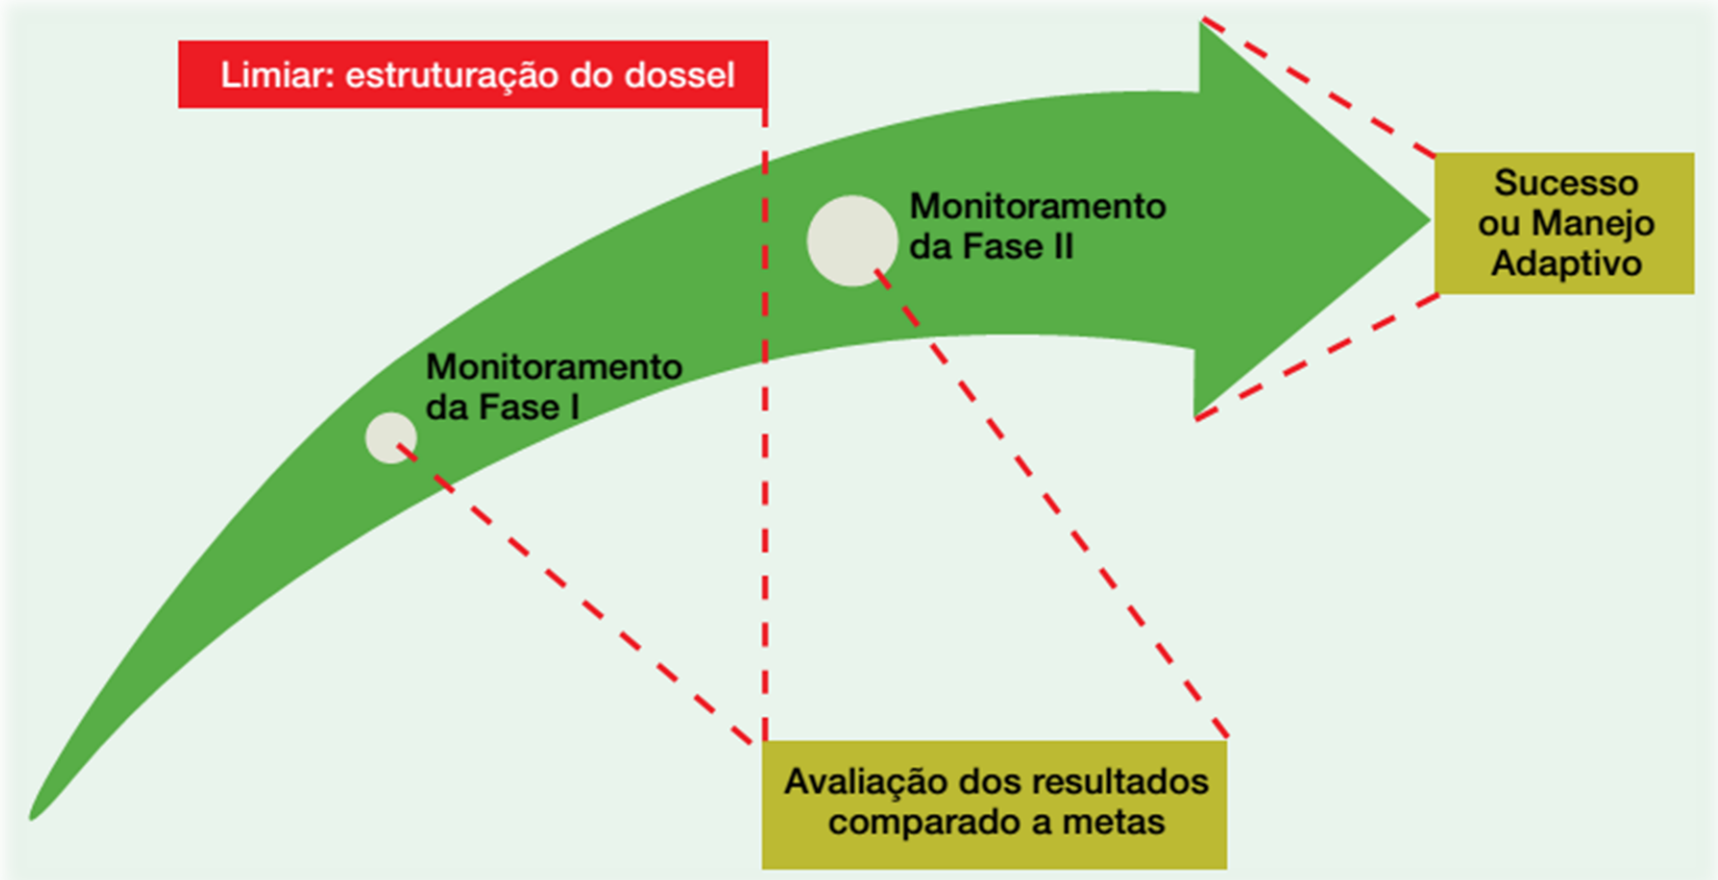 Limiar: estruturação do dossel
Monitoramento
da Fase II
Sucesso
ou Manejo
Adaptivo
Monitoramento
da Fase I
Avaliação dos resultados
comparado a metas